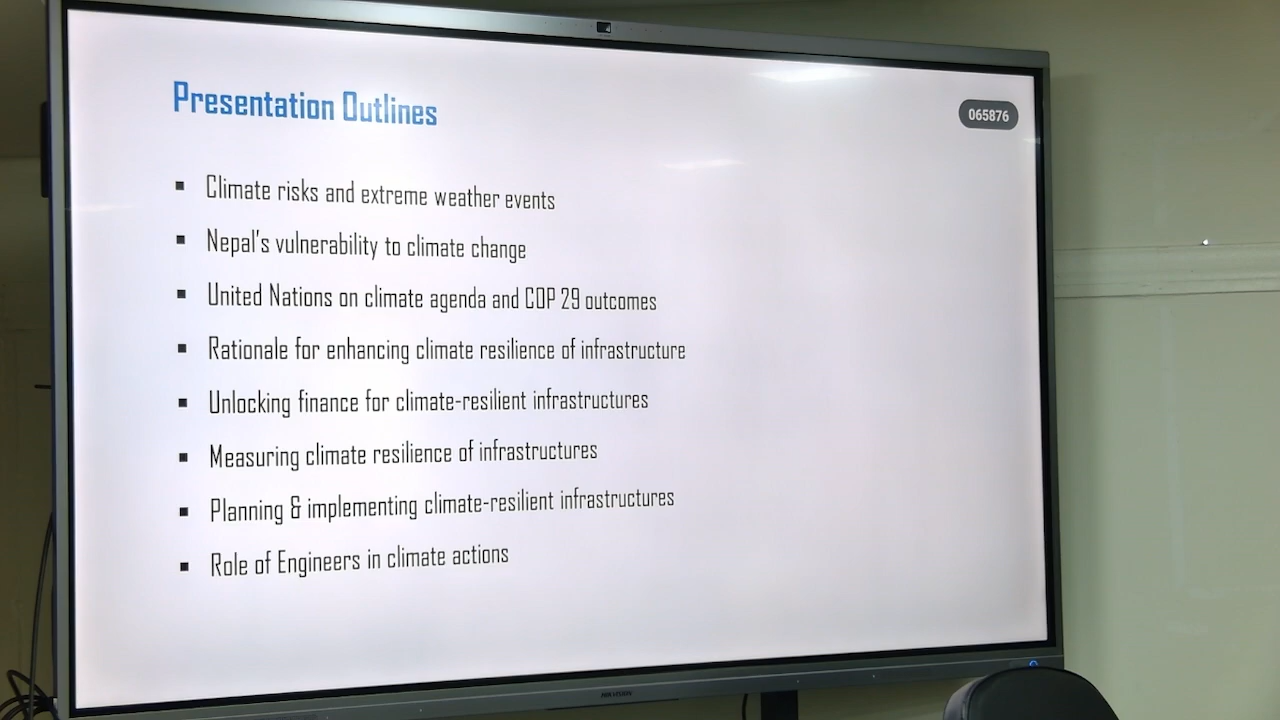 Presentation Outlines
065876
▪ Climate risks and extreme weather events
▪ Nepal's vulnerability to climate change
▪ United Nations on climate agenda and COP 29 outcomes
▪ Rationale for enhancing climate resilience of infrastructure
▪ Unlocking finance for climate-resilient infrastructures
▪ Measuring climate resilience of infrastructures
▪ Planning & implementing climate-resilient infrastructures
▪ Role of Engineers in climate actions
HIKVISION